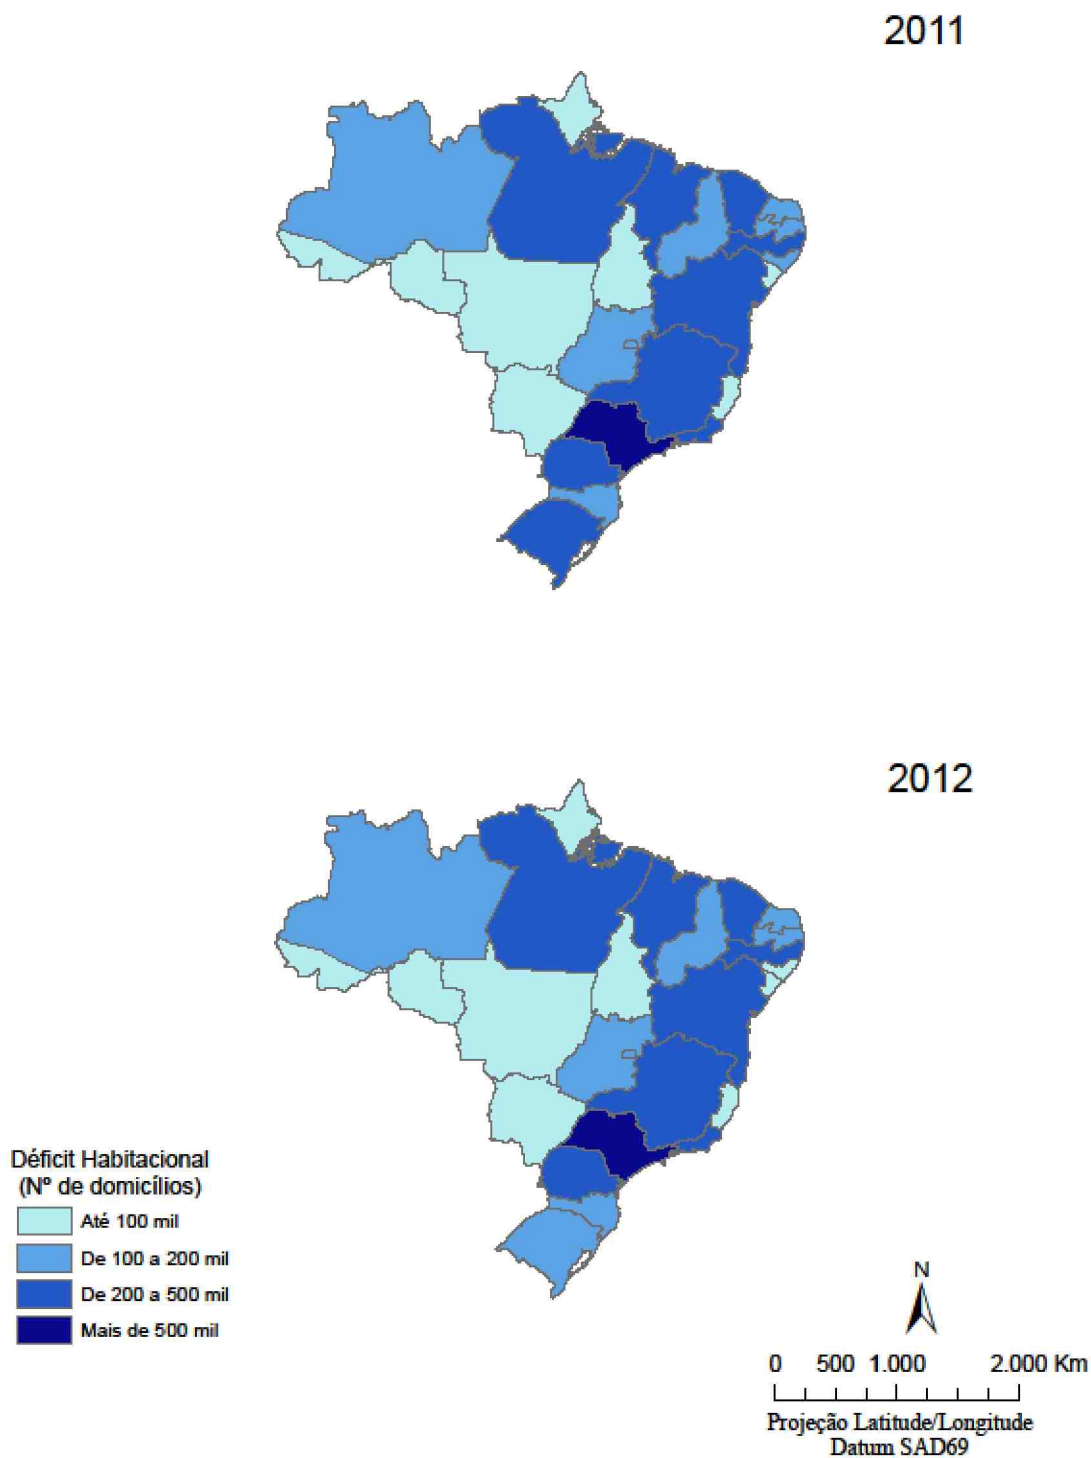 2011
2012
Déficit Habitacional
(Nº de domicílios)
Até 100 mil
De 100 a 200 mil
De 200 a 500 mil
Mais de 500 mil
N
0 500 1.000 2.000 Km
Projeção Latitude/Longitude
Datum SAD69